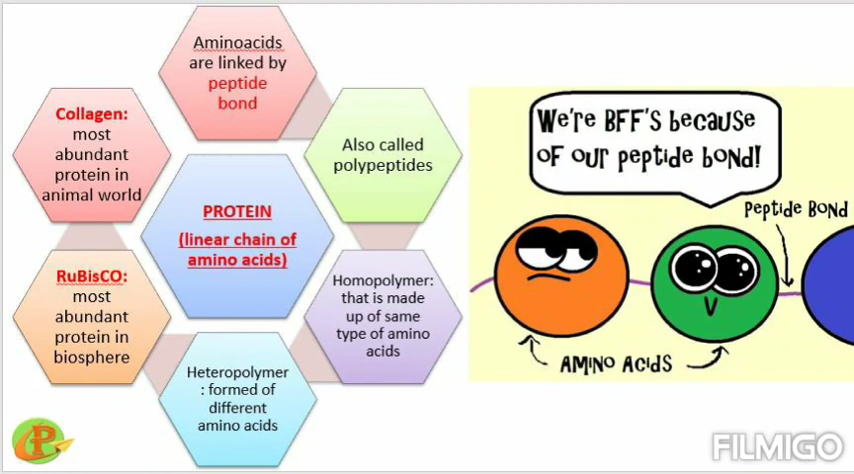 Aminoacids
are linked by
peptide
bond
Also called
polypeptides
Homopolymer:
that is made
up of same
type of amino
acids
Heteropolymer
: formed of
different
amino acids
RuBisCO:
most
abundant
protein in
biosphere
Collagen:
most
abundant
protein in
animal world
PROTEIN
(linear chain of
amino acids)
We're BFF's because
of our peptide bond!
Peptide Bond
Amino Acids
P
FILMIGO